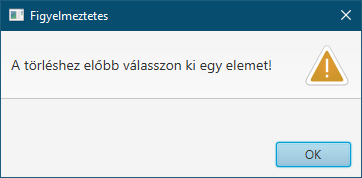 Figyelmeztetes
A törléshez előbb válasszon ki egy elemet!
OK